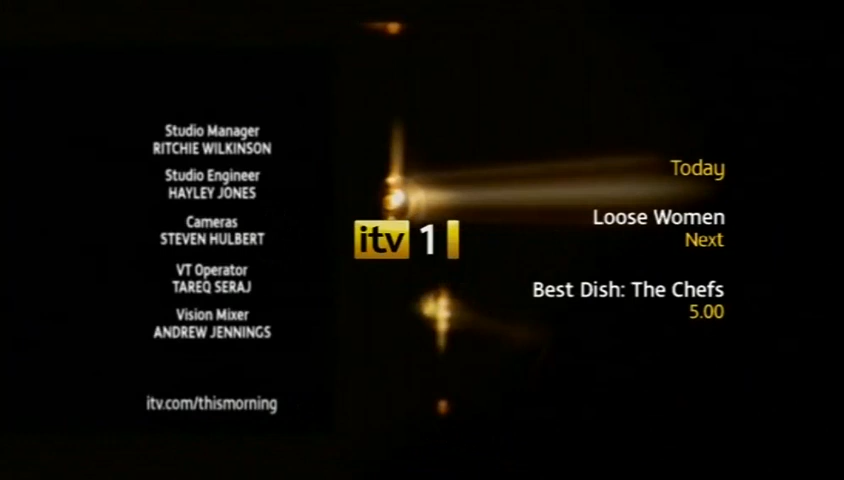 Studio Manager
RITCHIE WILKINSON
Studio Engineer
HAYLEY JONES
Cameras
STEVEN HULBERT
VT Operator
TAREQ SERAJ
Vision Mixer
ANDREW JENNINGS
itv.com/thismorning
itv 1
Today
Loose Women
Next
Best Dish: The Chefs
5.00